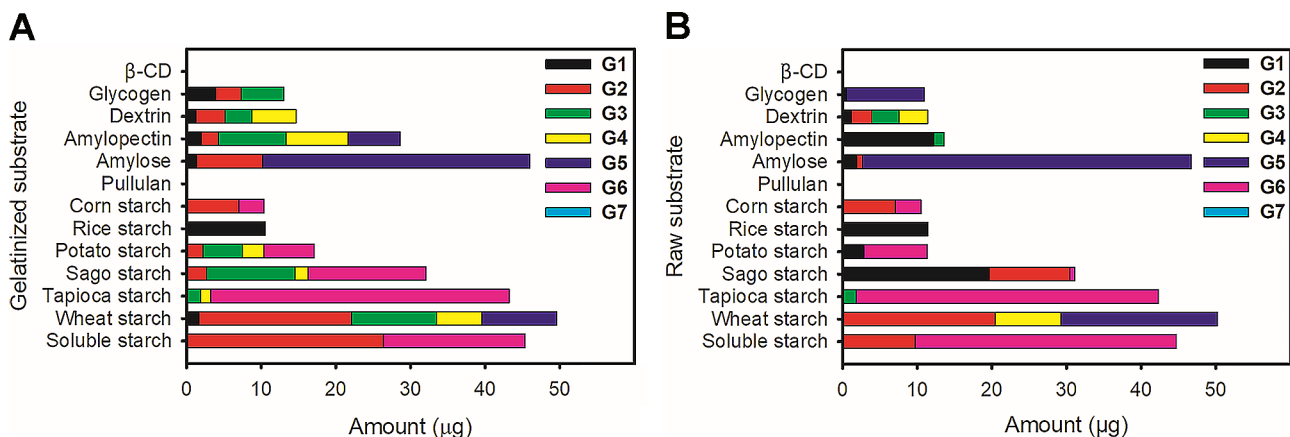 A
Gelatinized substrate
β-CD
Glycogen
Dextrin
Amylopectin
Amylose
Pullulan
Corn starch
Rice starch
Potato starch
Sago starch
Tapioca starch
Wheat starch
Soluble starch
G1
G2
G3
G4
G5
G6
G7
0 10 20 30 40 50
Amount (μg)
B
Raw substrate
β-CD
Glycogen
Dextrin
Amylopectin
Amylose
Pullulan
Corn starch
Rice starch
Potato starch
Sago starch
Tapioca starch
Wheat starch
Soluble starch
G1
G2
G3
G4
G5
G6
G7
0 10 20 30 40 50
Amount (μg)